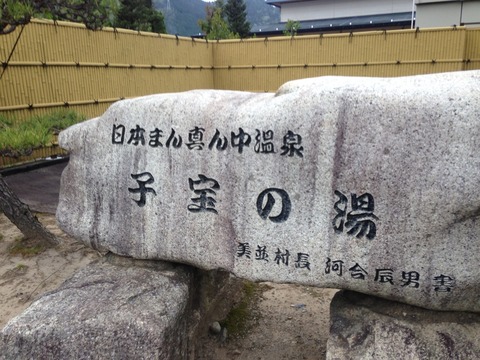 日本まん真ん中温泉
子宝の湯
美並村長 河合辰男 書